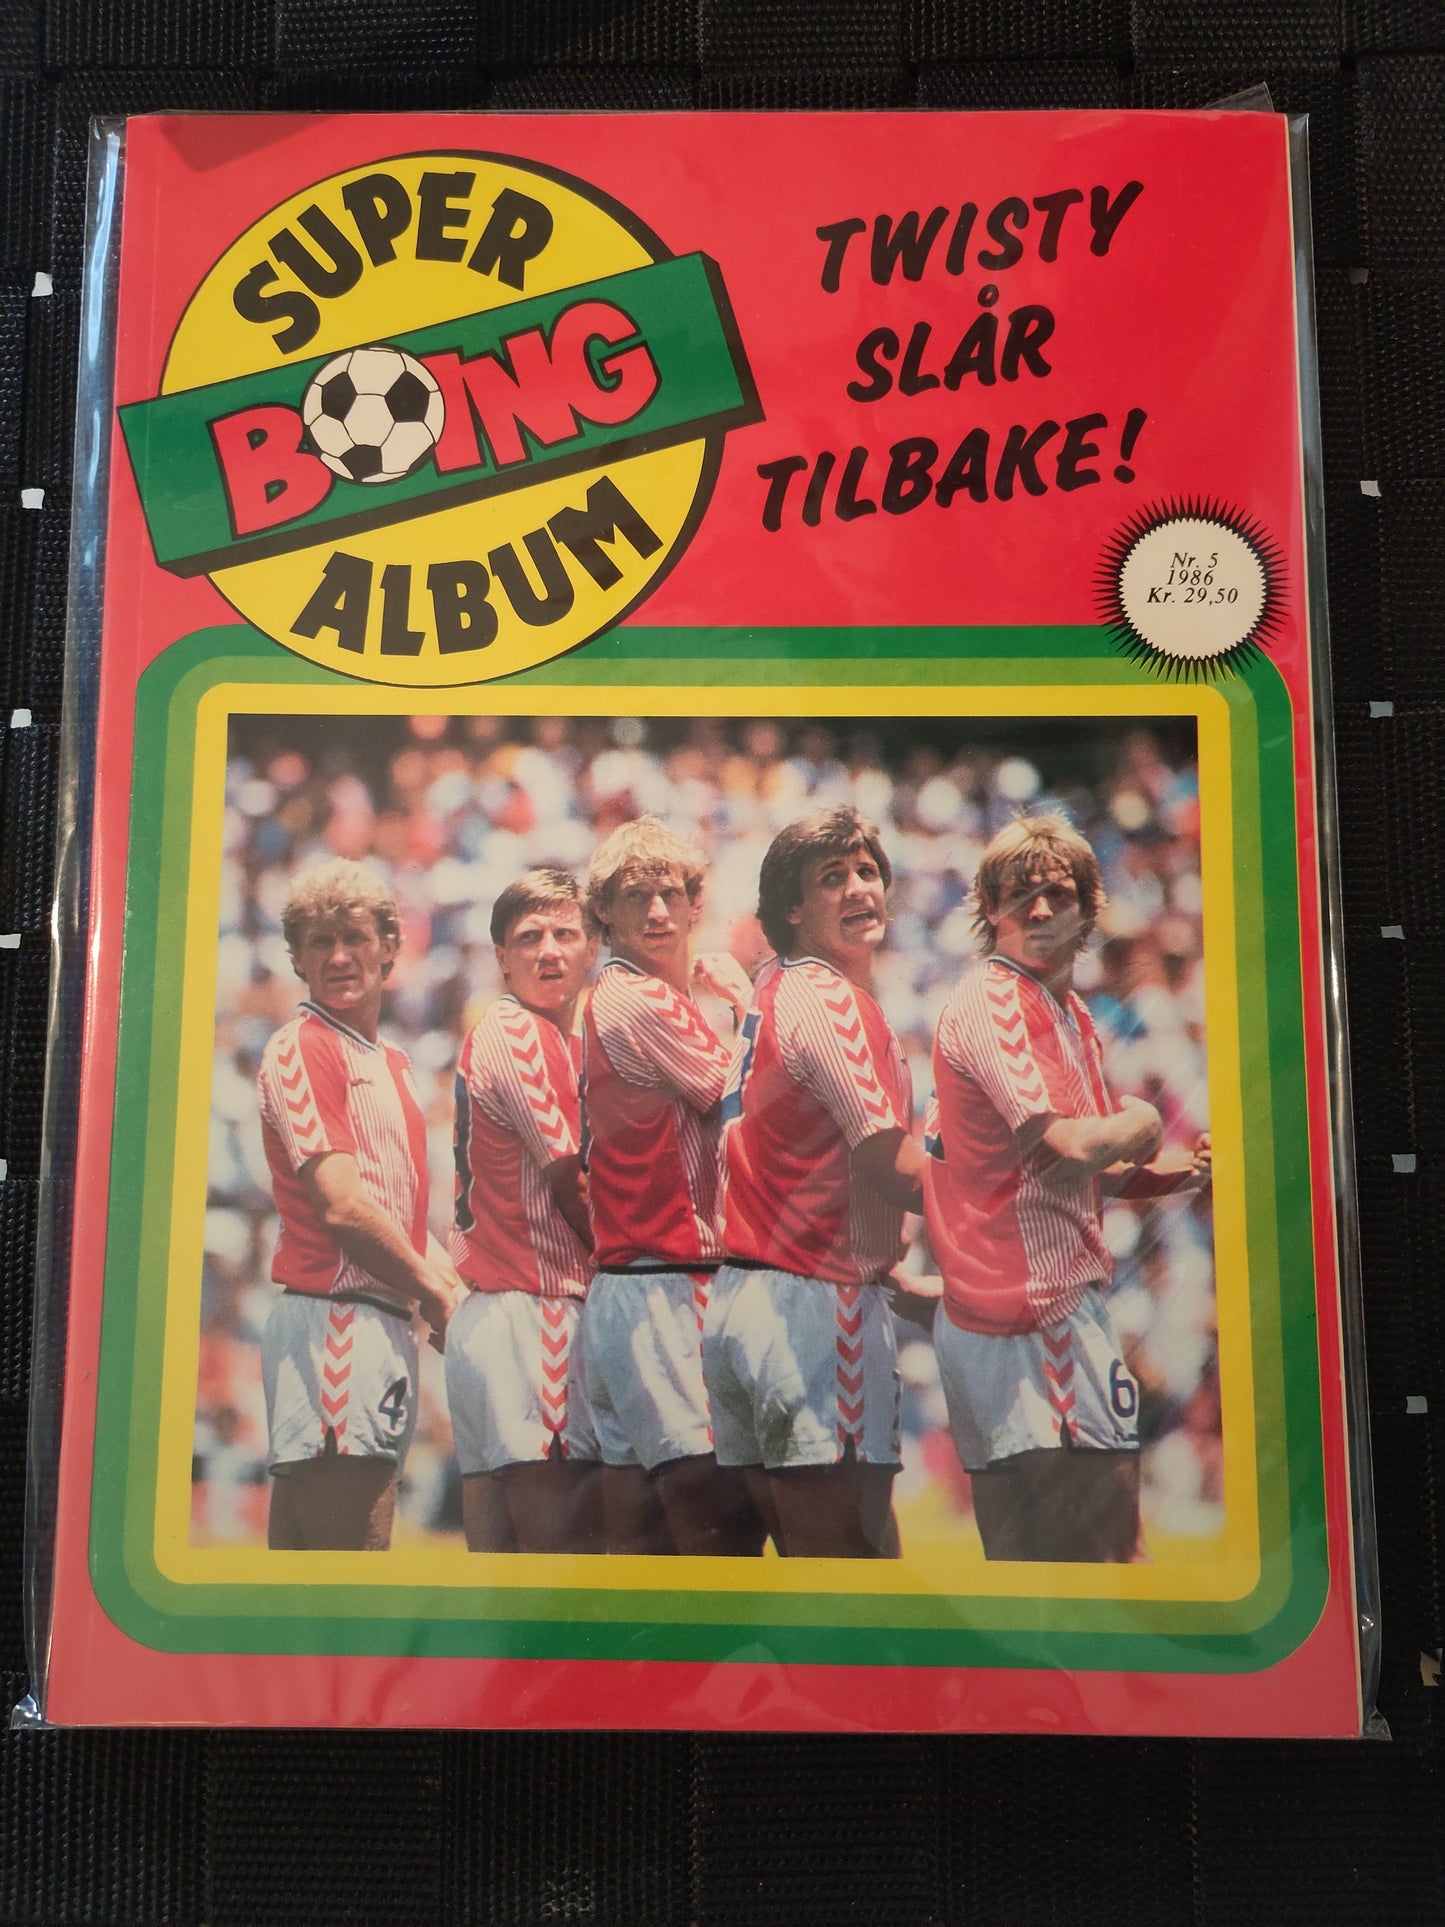 SUPER
BOING
ALBUM
TWISTY
SLÅR
TILBAKE!
Nr. 5
1986
Kr. 29,50
4
6